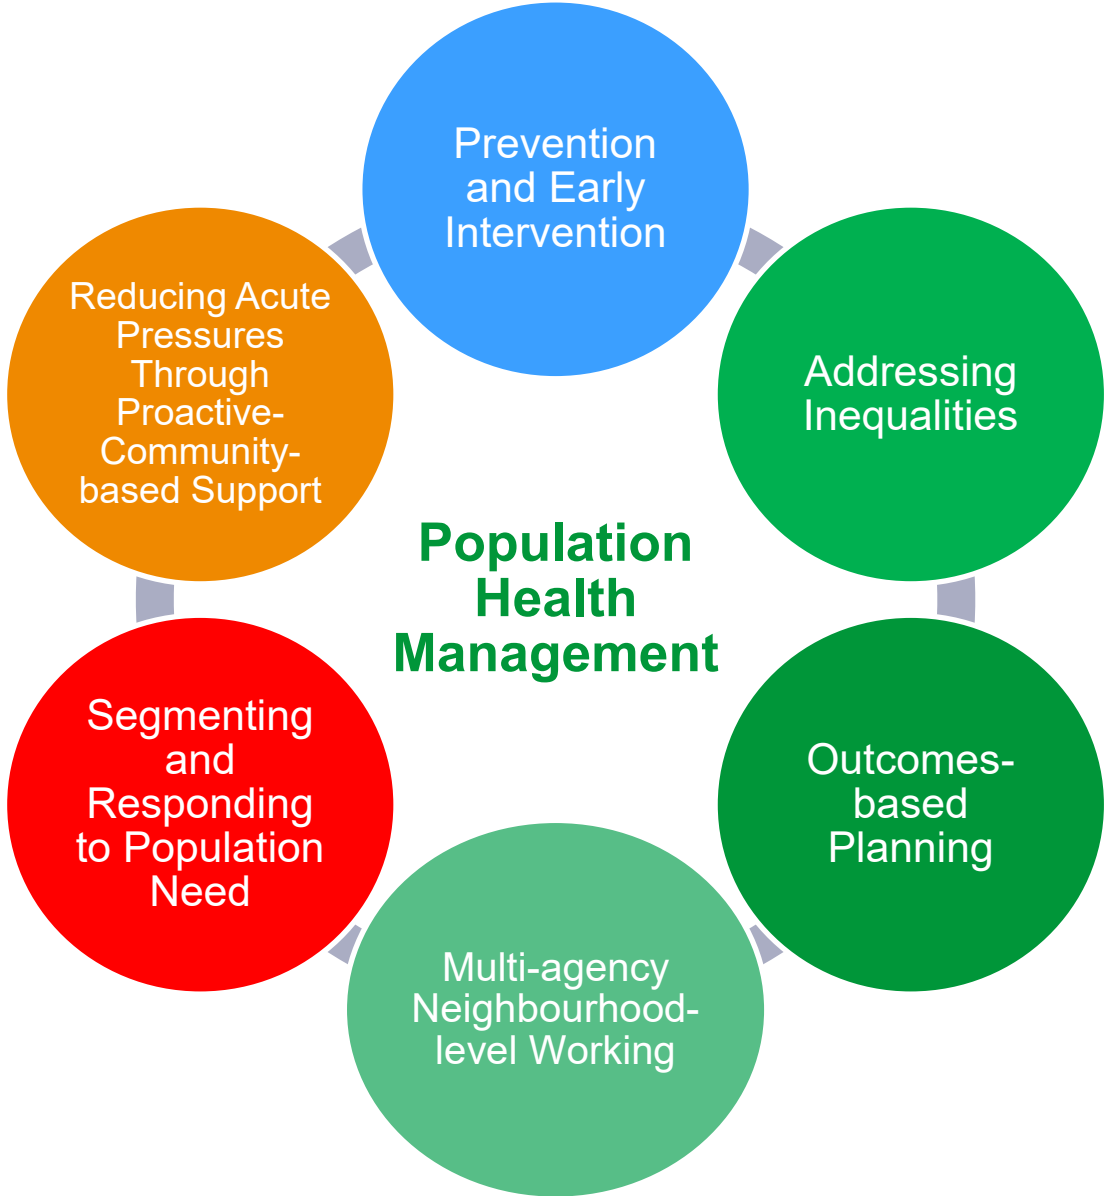 Prevention
and Early
Intervention
Addressing
Inequalities
Outcomes-
based
Planning
Multi-agency
Neighbourhood-
level Working
Segmenting
and
Responding
to Population
Need
Reducing Acute
Pressures
Through
Proactive-
Community-
based Support
Population
Health
Management